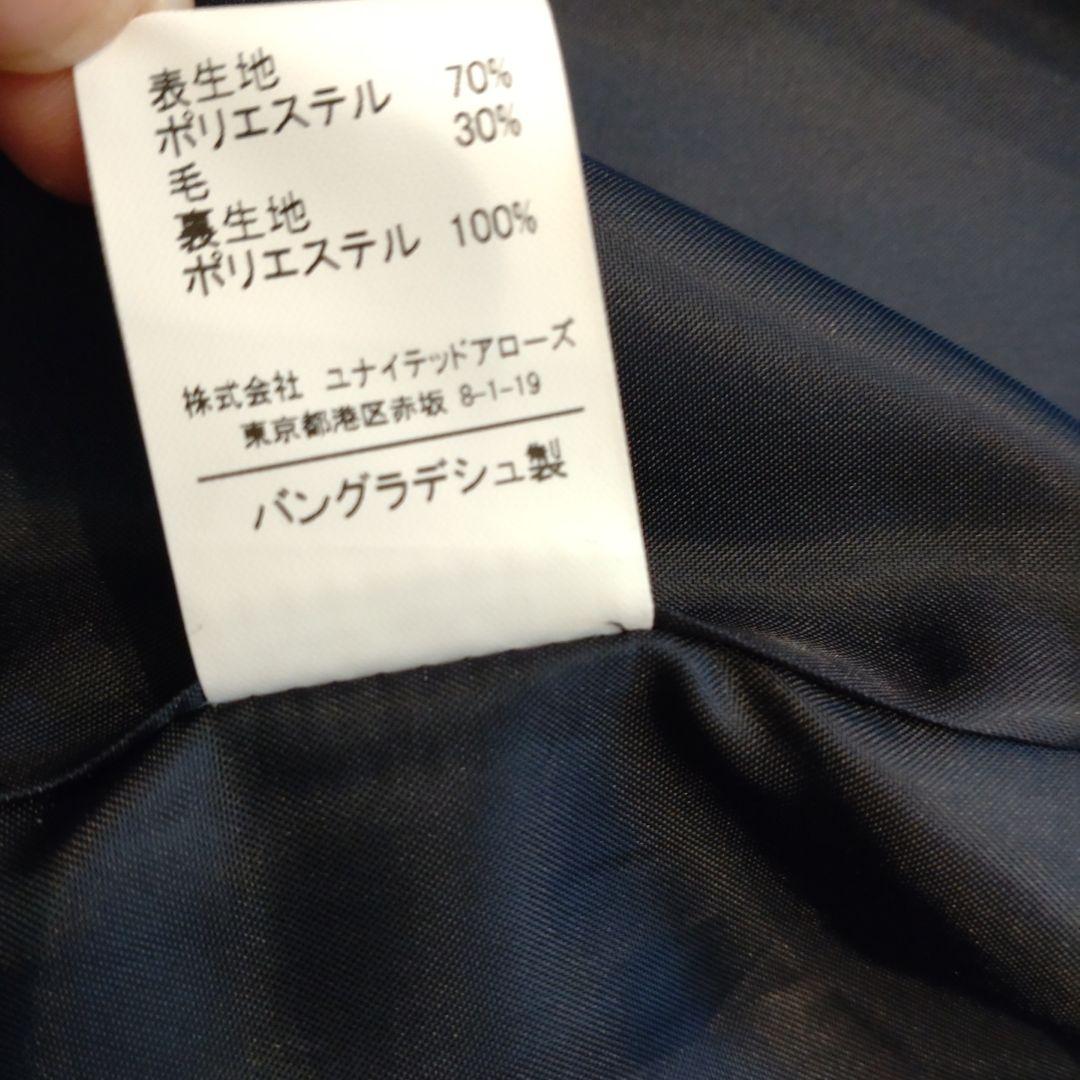 表生地
ポリエステル 70%
毛 30%
裏生地
ポリエステル 100%
株式会社 ユナイテッドアローズ
東京都港区赤坂 8-1-19
バングラデシュ製